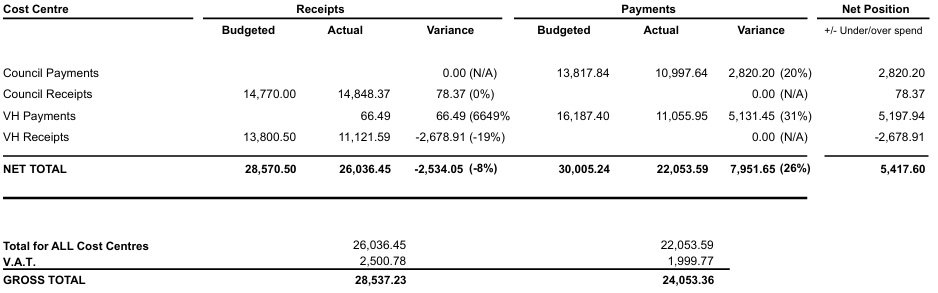 Cost Centre Receipts Payments Net Position
Budgeted Actual Variance Budgeted Actual Variance +/- Under/over spend
Council Payments 0.00 (N/A) 13,817.84 10,997.64 2,820.20 (20%) 2,820.20
Council Receipts 14,770.00 14,848.37 78.37 (0%) 0.00 (N/A) 78.37
VH Payments 66.49 66.49 (6649% 16,187.40 11,055.95 5,131.45 (31%) 5,197.94
VH Receipts 13,800.50 11,121.59 -2,678.91 (-19%) 0.00 (N/A) -2,678.91
NET TOTAL 28,570.50 26,036.45 -2,534.05 (-8%) 30,005.24 22,053.59 7,951.65 (26%) 5,417.60
Total for ALL Cost Centres 26,036.45 22,053.59
V.A.T. 2,500.78 1,999.77
GROSS TOTAL 28,537.23 24,053.36